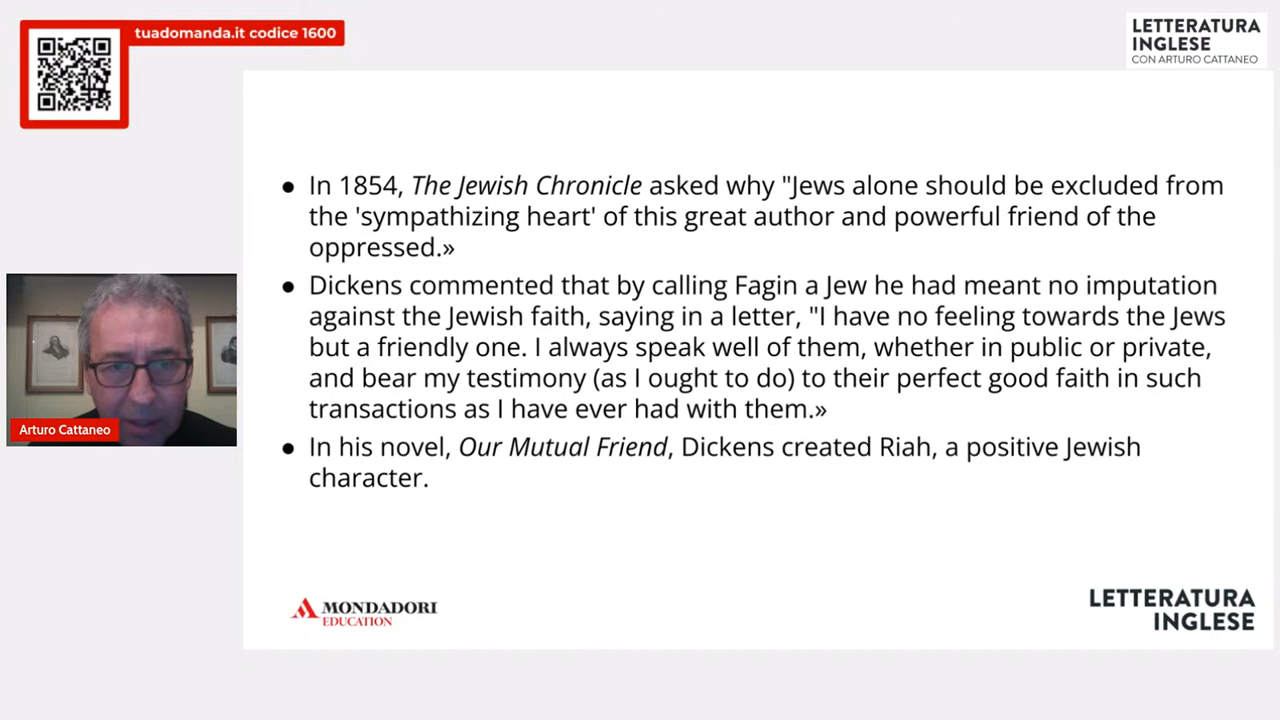 tuadomanda.it codice 1600
LETTERATURA
INGLESE
CON ARTURO CATTANEO
● In 1854, The Jewish Chronicle asked why "Jews alone should be excluded from
the 'sympathizing heart' of this great author and powerful friend of the
oppressed.»
● Dickens commented that by calling Fagin a Jew he had meant no imputation
against the Jewish faith, saying in a letter, "I have no feeling towards the Jews
but a friendly one. I always speak well of them, whether in public or private,
and bear my testimony (as I ought to do) to their perfect good faith in such
transactions as I have ever had with them.»
● In his novel, Our Mutual Friend, Dickens created Riah, a positive Jewish
character.
Arturo Cattaneo
MONDADORI
EDUCATION
LETTERATURA
INGLESE